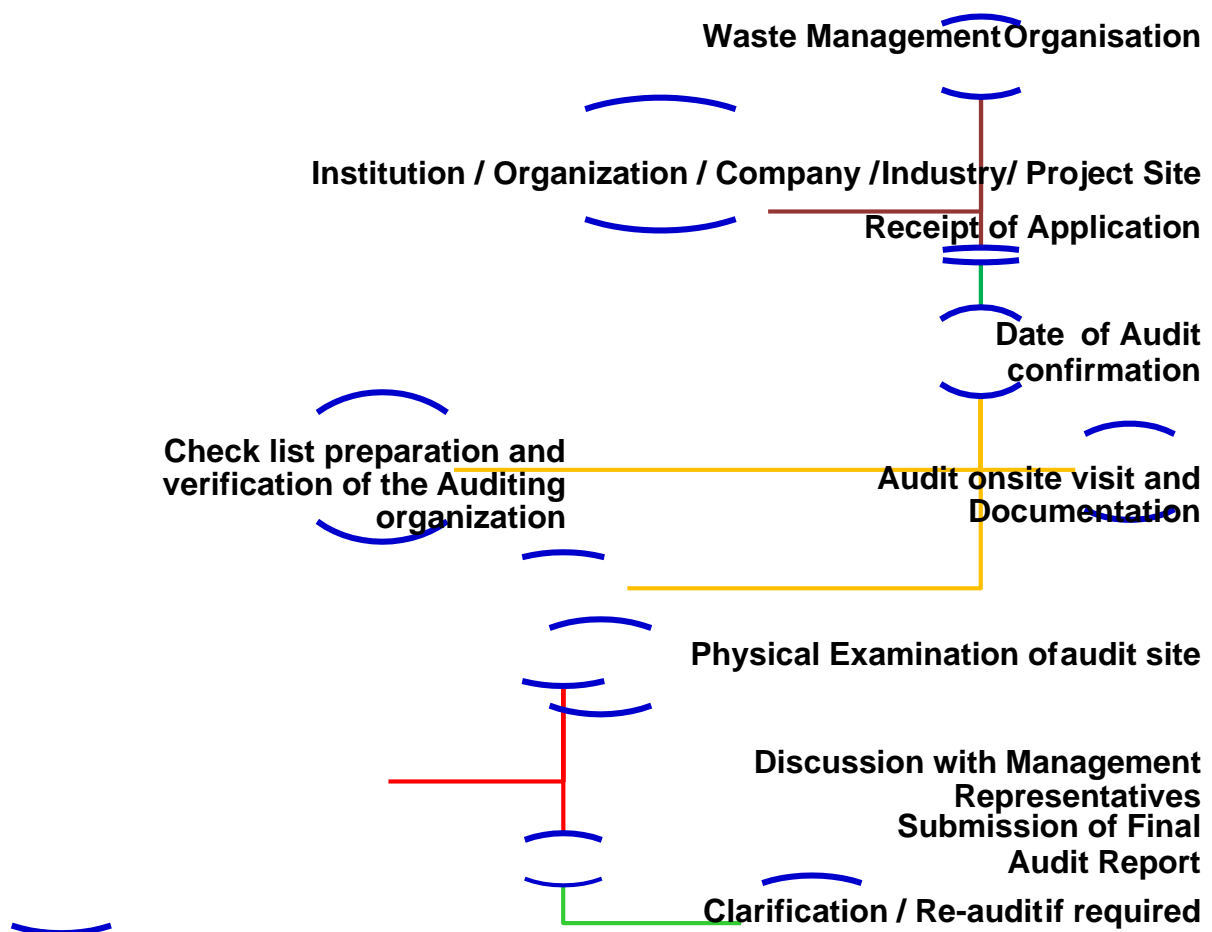 Waste Management Organisation
Institution / Organization / Company /Industry/ Project Site
Receipt of Application
Date of Audit
confirmation
Check list preparation and
verification of the Auditing
organization
Audit onsite visit and
Documentation
Physical Examination of audit site
Discussion with Management
Representatives
Submission of Final
Audit Report
Clarification / Re-audit if required